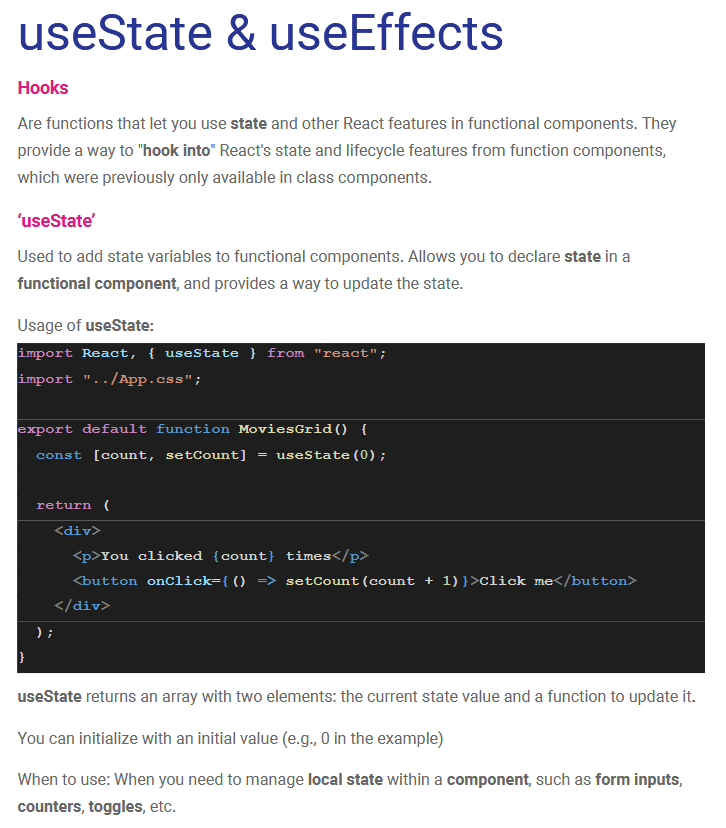 useState & useEffects
Hooks
Are functions that let you use state and other React features in functional components. They
provide a way to "hook into" React's state and lifecycle features from function components,
which were previously only available in class components.
‘useState’
Used to add state variables to functional components. Allows you to declare state in a
functional component, and provides a way to update the state.
Usage of useState:
import React, { useState } from "react";
import "../App.css";
export default function MoviesGrid() {
  const [count, setCount] = useState(0);
  return (
    <div>
      <p>You clicked {count} times</p>
      <button onClick={() => setCount(count + 1)}>Click me</button>
    </div>
  );
}
useState returns an array with two elements: the current state value and a function to update it.
You can initialize with an initial value (e.g., 0 in the example)
When to use: When you need to manage local state within a component, such as form inputs,
counters, toggles, etc.